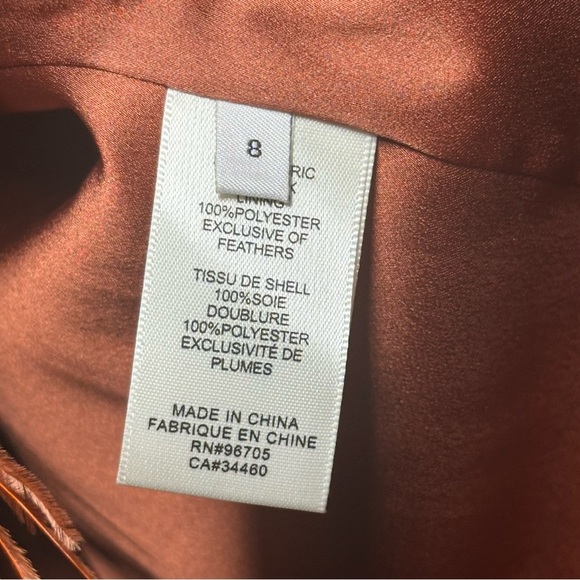 8
RIC
LINING
100%POLYESTER
EXCLUSIVE OF
FEATHERS
TISSU DE SHELL
100%SOIE
DOUBLURE
100%POLYESTER
EXCLUSIVITÉ DE
PLUMES
MADE IN CHINA
FABRIQUE EN CHINE
RN#96705
CA#34460